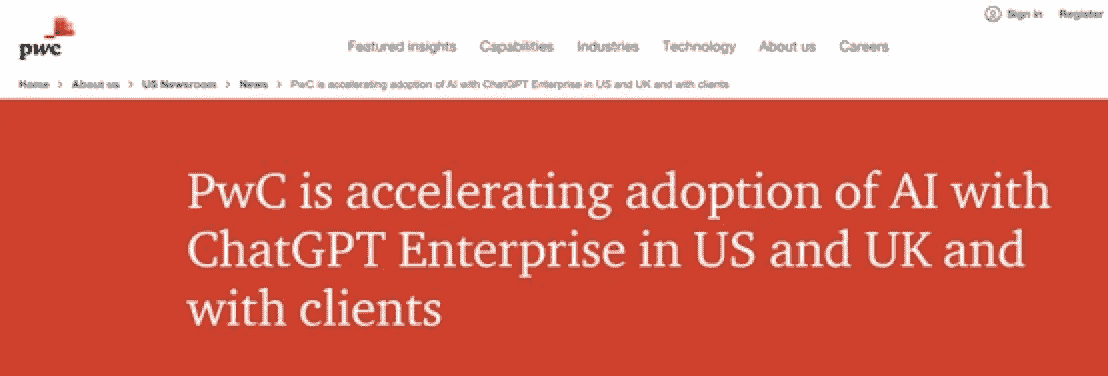 Sign in Register
pwc
Featured insights Capabilities Industries Technology About us Careers
Home > About us > US Newsroom > News > PwC is accelerating adoption of AI with ChatGPT Enterprise in US and UK and with clients
PwC is accelerating adoption of AI with
ChatGPT Enterprise in US and UK and
with clients